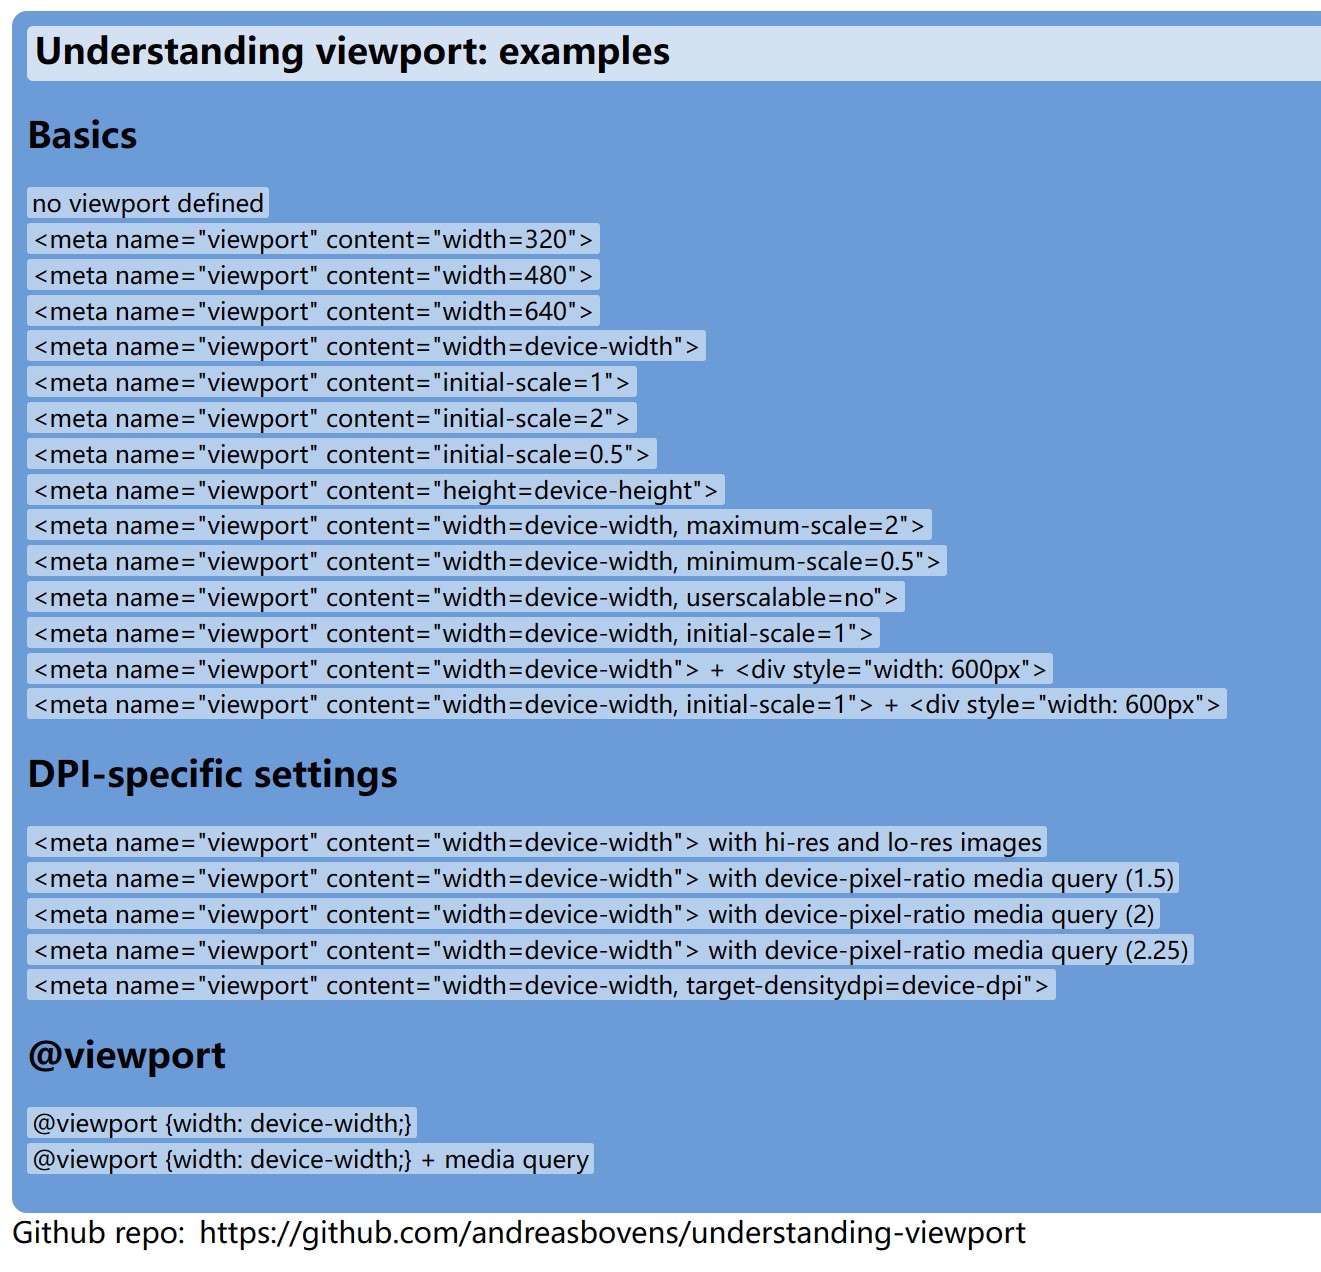 Understanding viewport: examples
Basics
no viewport defined
<meta name="viewport" content="width=320">
<meta name="viewport" content="width=480">
<meta name="viewport" content="width=640">
<meta name="viewport" content="width=device-width">
<meta name="viewport" content="initial-scale=1">
<meta name="viewport" content="initial-scale=2">
<meta name="viewport" content="initial-scale=0.5">
<meta name="viewport" content="height=device-height">
<meta name="viewport" content="width=device-width, maximum-scale=2">
<meta name="viewport" content="width=device-width, minimum-scale=0.5">
<meta name="viewport" content="width=device-width, userscalable=no">
<meta name="viewport" content="width=device-width, initial-scale=1">
<meta name="viewport" content="width=device-width"> + <div style="width: 600px">
<meta name="viewport" content="width=device-width, initial-scale=1"> + <div style="width: 600px">
DPI-specific settings
<meta name="viewport" content="width=device-width"> with hi-res and lo-res images
<meta name="viewport" content="width=device-width"> with device-pixel-ratio media query (1.5)
<meta name="viewport" content="width=device-width"> with device-pixel-ratio media query (2)
<meta name="viewport" content="width=device-width"> with device-pixel-ratio media query (2.25)
<meta name="viewport" content="width=device-width, target-densitydpi=device-dpi">
@viewport
@viewport {width: device-width;}
@viewport {width: device-width;} + media query
Github repo: https://github.com/andreasbovens/understanding-viewport